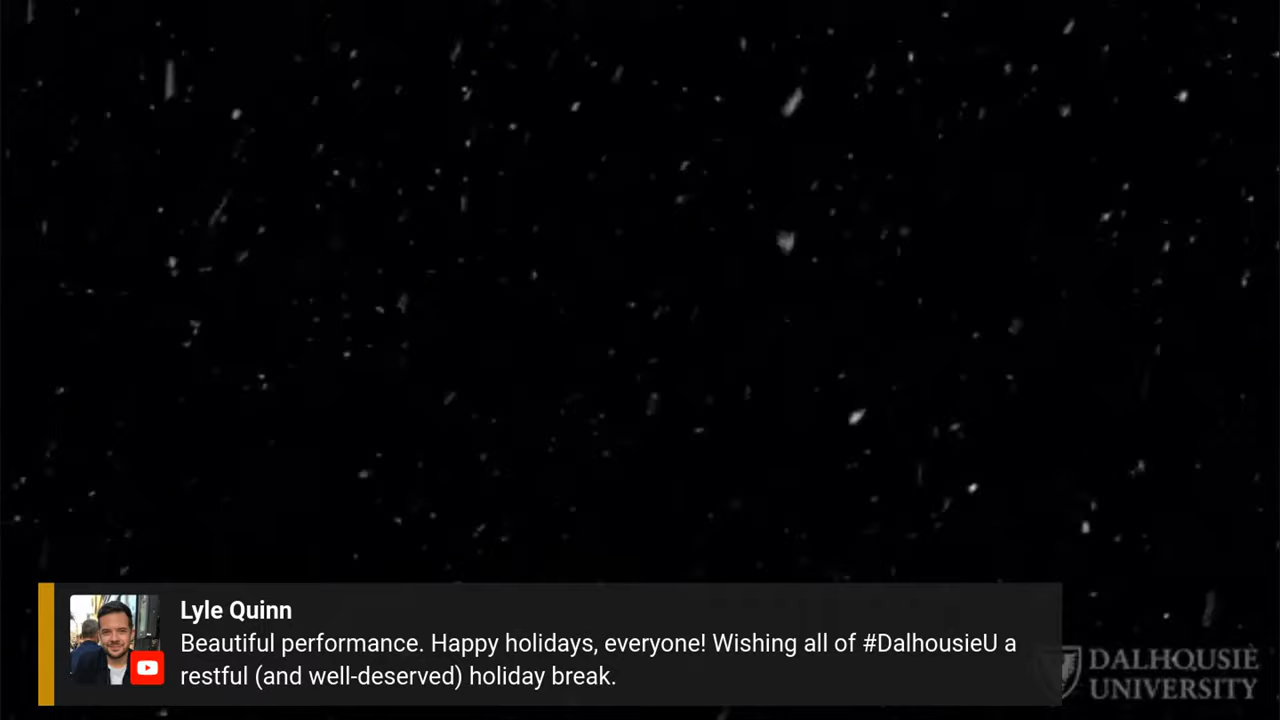 Lyle Quinn
Beautiful performance. Happy holidays, everyone! Wishing all of #DalhousieU a
restful (and well-deserved) holiday break.
DALHOUSIE
UNIVERSITY